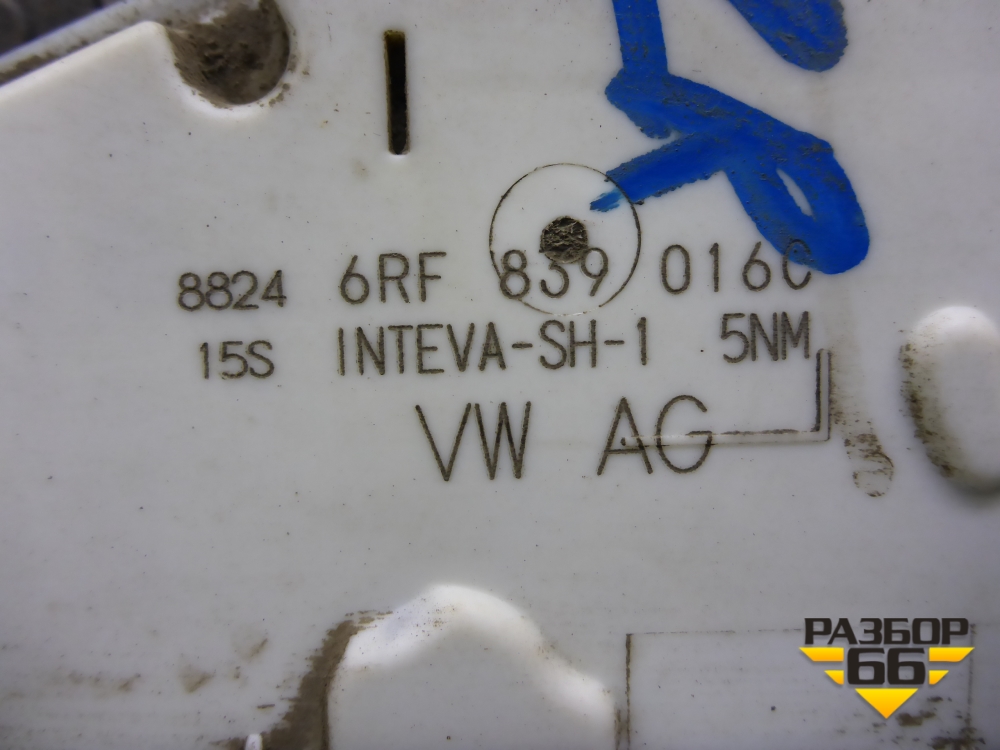 8824 6RF 839 016C
15S INTEVA-SH-1 5NM
VW AG
РАЗБОР
66